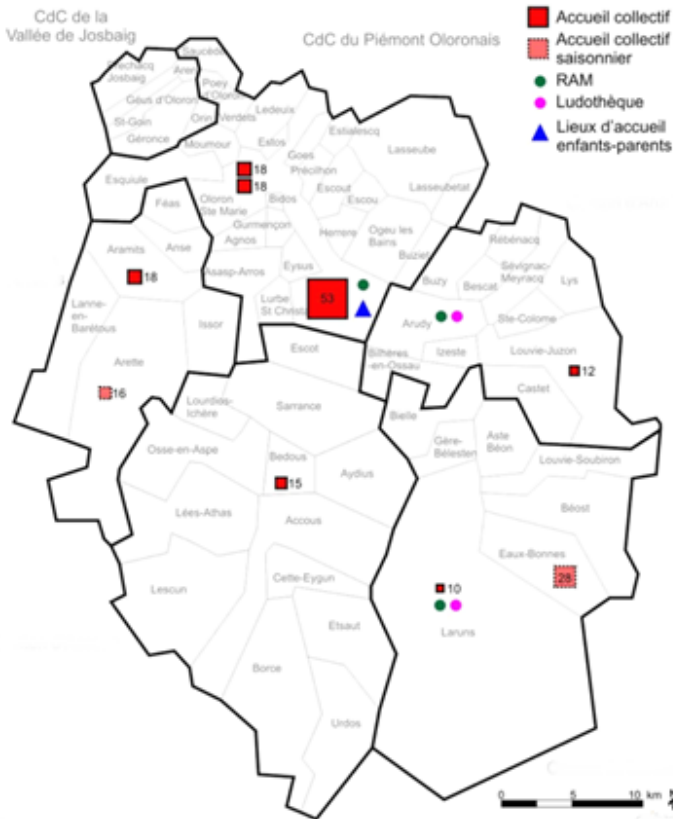 CdC de la
Vallée de Josbaig
CdC du Piémont Oloronais
Accueil collectif
Accueil collectif
saisonnier
RAM
Ludothèque
Lieux d'accueil
enfants-parents
Saucède
Préchacq
Josbaig
Aren
Poey
d'Oloron
Géus d'Oloron
Orin
Verdets
Ledeuix
St-Goin
Estialescq
Géronce
Moumour
Estos
Lasseube
Goes
Précilhon
18
18
Esquiule
Oloron
Ste Marie
Bidos
Escout
Escou
Lasseubetat
Féas
Gurmençon
Agnos
Herrere
Ogeu les
Bains
Rébénacq
Aramits
Anse
Buziet
Sévignac-
Meyracq
Asasp-Arros
Eysus
Buzy
Bescat
Lys
18
Lurbe
St Christa
53
Lanne-
en-
Barétous
Issor
Arudy
Ste-Colome
Escot
Bilhères
-en-Ossau
Izeste
Louvie-Juzon
Arette
12
16
Lourdios-
Ichère
Sarrance
Castet
Bielle
Osse-en-Aspe
Bedous
Gère-
Bélesten
Aste
Béon
Louvie-Soubiron
Aydius
15
Lées-Athas
Accous
Béost
Eaux-Bonnes
Lescun
Cette-Eygun
28
10
Etsaut
Laruns
Borce
Urdos
0 5 10 km
N